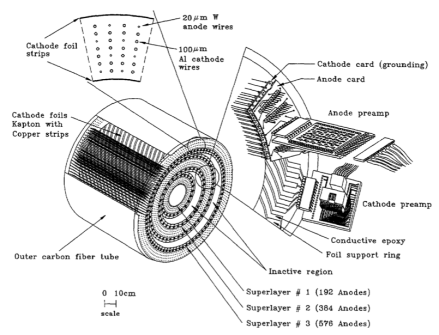 Cathode foil
strips
20μm W
anode wires
100μm
Al cathode
wires
Cathode card (grounding)
Anode card
Anode preamp
Cathode foils
Kapton with
Copper strips
Cathode preamp
Conductive epoxy
Foil support ring
Outer carbon fiber tube
Inactive region
0 10cm
scale
Superlayer # 1 (192 Anodes)
Superlayer # 2 (384 Anodes)
Superlayer # 3 (576 Anodes)